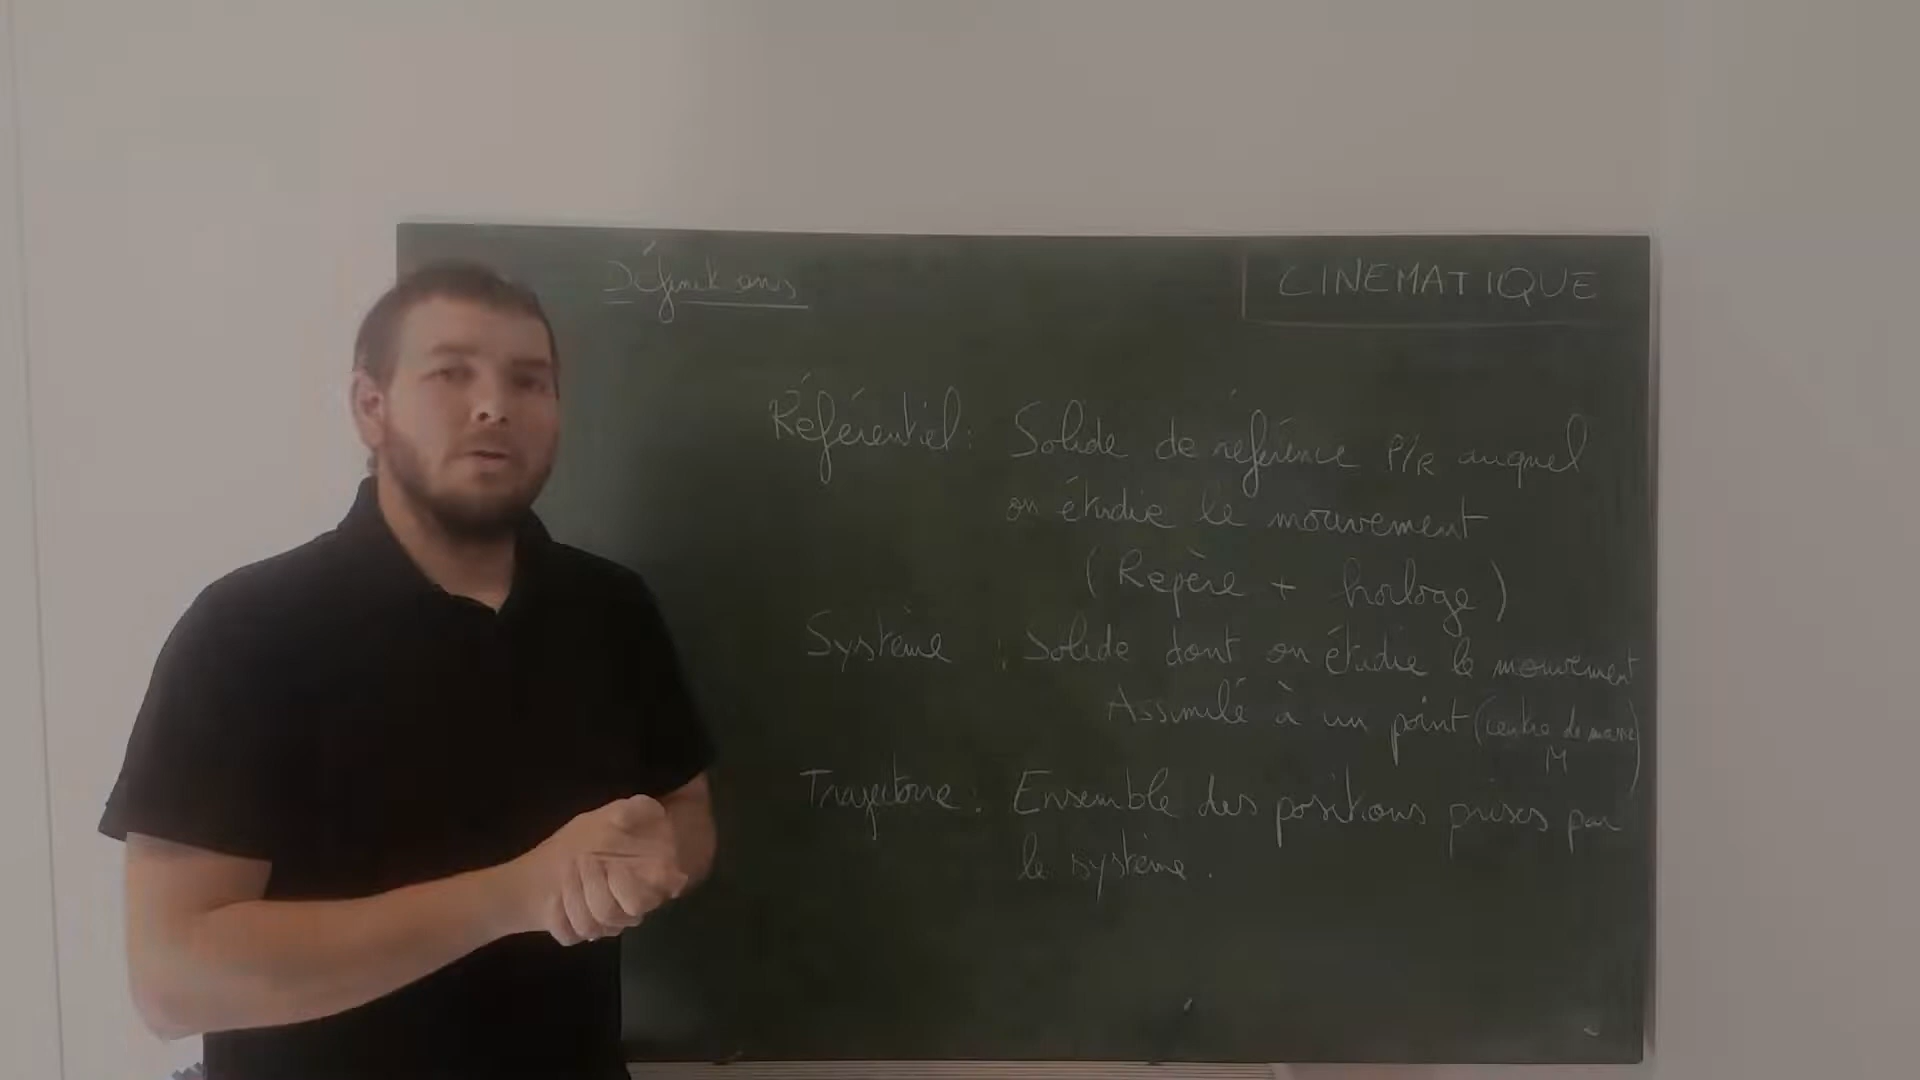 Définitions
CINEMATIQUE
Référentiel : Solide de référence P/R auquel
on étudie le mouvement
(Repère + horloge)
Système : Solide dont on étudie le mouvement
Assimilé à un point (centre de masse)
M
Trajectoire : Ensemble des positions prises par
le système.